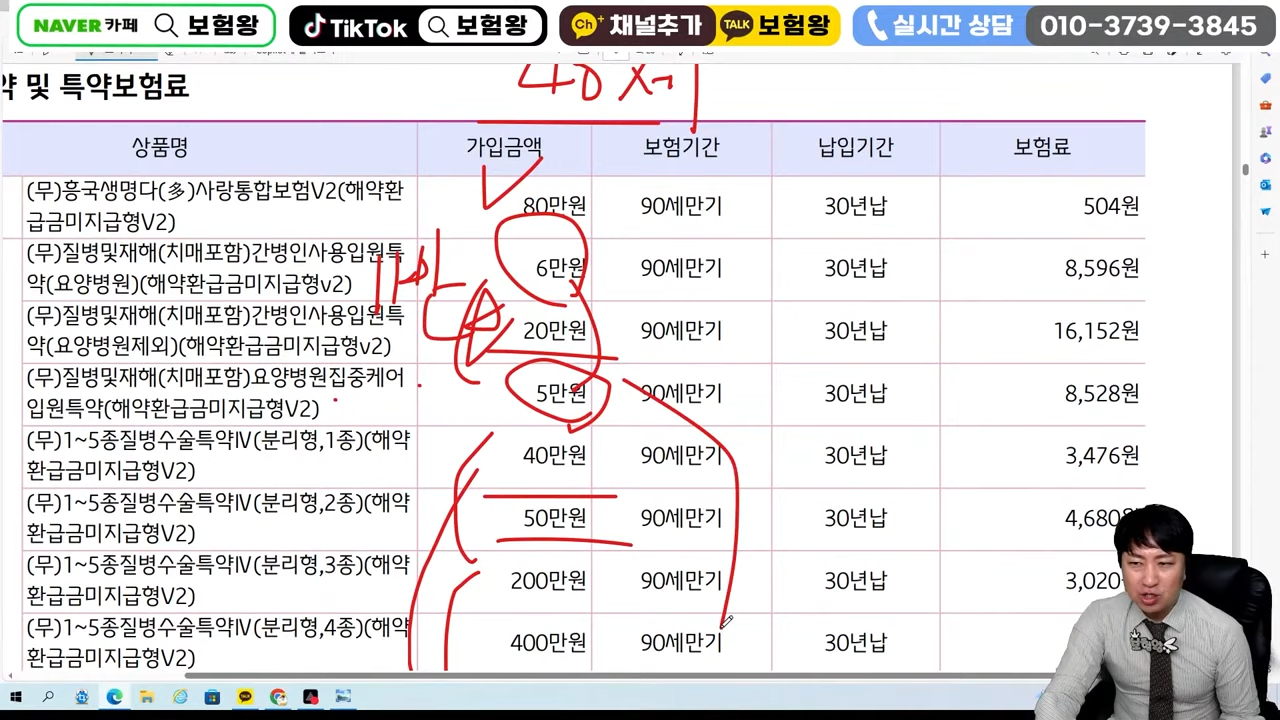 NAVER 카페 보험왕 TikTok 보험왕 Ch+ 채널추가 TALK 보험왕 실시간 상담 010-3739-3845
약 및 특약보험료
상품명 가입금액 보험기간 납입기간 보험료
(무)흥국생명다(多)사랑통합보험V2(해약환
급금미지급형V2) 80만원 90세만기 30년납 504원
(무)질병및재해(치매포함)간병인사용입원특
약(요양병원)(해약환급금미지급형v2) 6만원 90세만기 30년납 8,596원
(무)질병및재해(치매포함)간병인사용입원특
약(요양병원제외)(해약환급금미지급형v2) 20만원 90세만기 30년납 16,152원
(무)질병및재해(치매포함)요양병원집중케어
입원특약(해약환급금미지급형V2) 5만원 90세만기 30년납 8,528원
(무)1~5종질병수술특약Ⅳ(분리형,1종)(해약
환급금미지급형V2) 40만원 90세만기 30년납 3,476원
(무)1~5종질병수술특약Ⅳ(분리형,2종)(해약
환급금미지급형V2) 50만원 90세만기 30년납 4,680원
(무)1~5종질병수술특약Ⅳ(분리형,3종)(해약
환급금미지급형V2) 200만원 90세만기 30년납 3,020
(무)1~5종질병수술특약Ⅳ(분리형,4종)(해약
환급금미지급형V2) 400만원 90세만기 30년납
보험왕